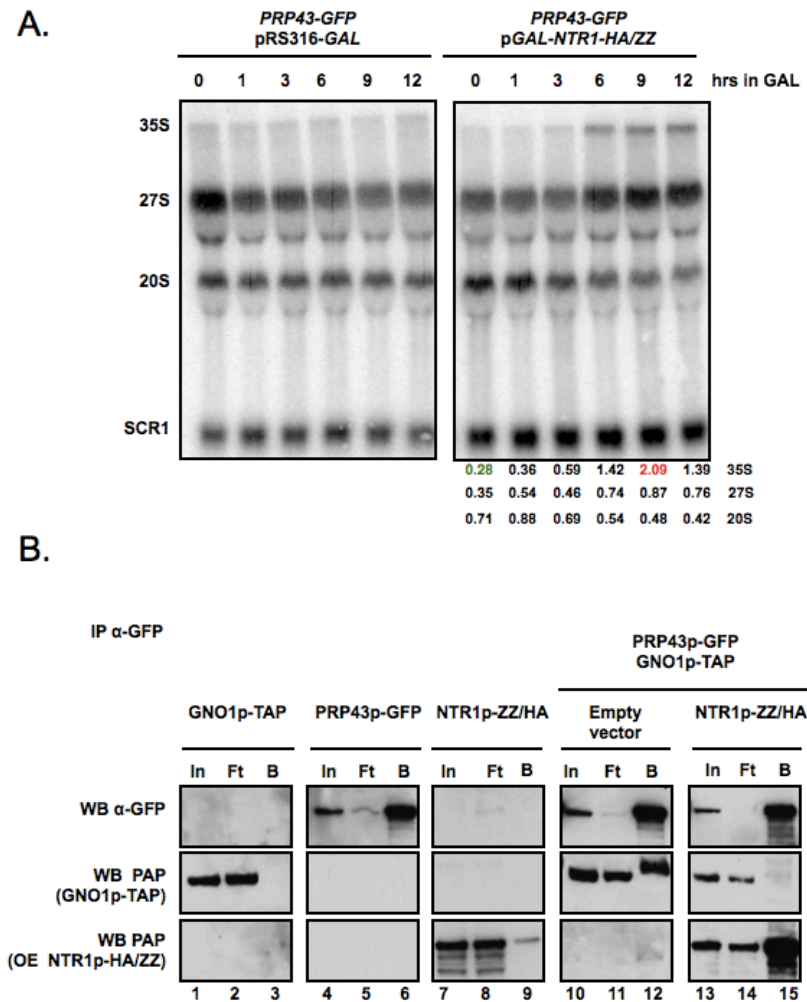 A.
PRP43-GFP PRP43-GFP
pRS316-GAL pGAL-NTR1-HA/ZZ
0 1 3 6 9 12 0 1 3 6 9 12 hrs in GAL
35S
27S
20S
SCR1
0.28 0.36 0.59 1.42 2.09 1.39 35S
0.35 0.54 0.46 0.74 0.87 0.76 27S
0.71 0.88 0.69 0.54 0.48 0.42 20S
B.
IP α-GFP
PRP43p-GFP
GNO1p-TAP
GNO1p-TAP PRP43p-GFP NTR1p-ZZ/HA Empty vector NTR1p-ZZ/HA
In Ft B In Ft B In Ft B In Ft B In Ft B
WB α-GFP
WB PAP
(GNO1p-TAP)
WB PAP
(OE NTR1p-HA/ZZ)
1 2 3 4 5 6 7 8 9 10 11 12 13 14 15